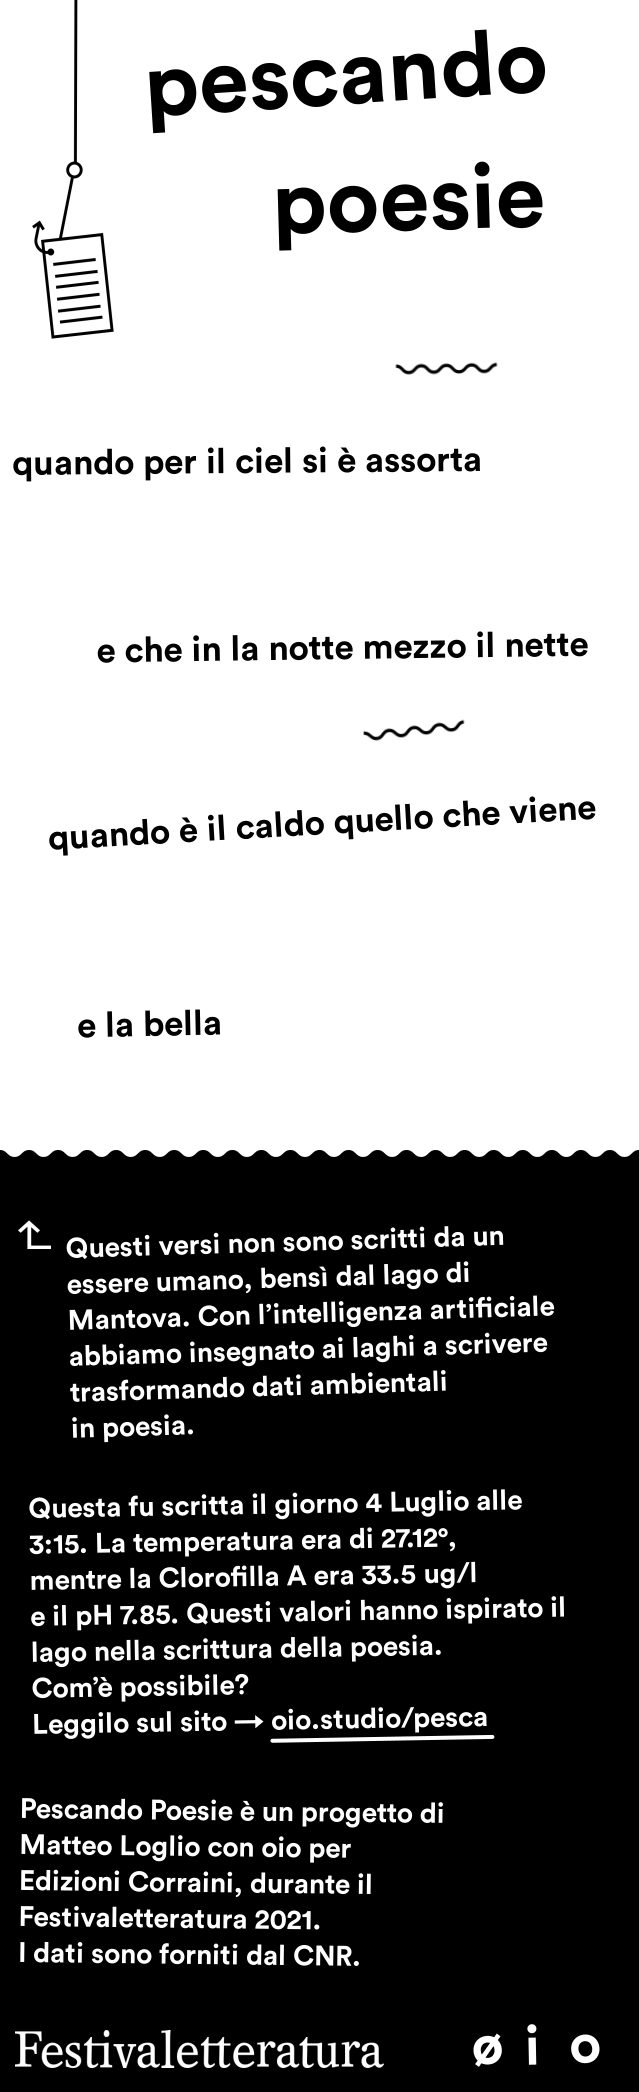 pescando
poesie
quando per il ciel si è assorta
e che in la notte mezzo il nette
quando è il caldo quello che viene
e la bella
Questi versi non sono scritti da un
essere umano, bensì dal lago di
Mantova. Con l’intelligenza artificiale
abbiamo insegnato ai laghi a scrivere
trasformando dati ambientali
in poesia.
Questa fu scritta il giorno 4 Luglio alle
3:15. La temperatura era di 27.12°,
mentre la Clorofilla A era 33.5 ug/l
e il pH 7.85. Questi valori hanno ispirato il
lago nella scrittura della poesia.
Com’è possibile?
Leggilo sul sito → oio.studio/pesca
Pescando Poesie è un progetto di
Matteo Loglio con oio per
Edizioni Corraini, durante il
Festivaletteratura 2021.
I dati sono forniti dal CNR.
Festivaletteratura øio